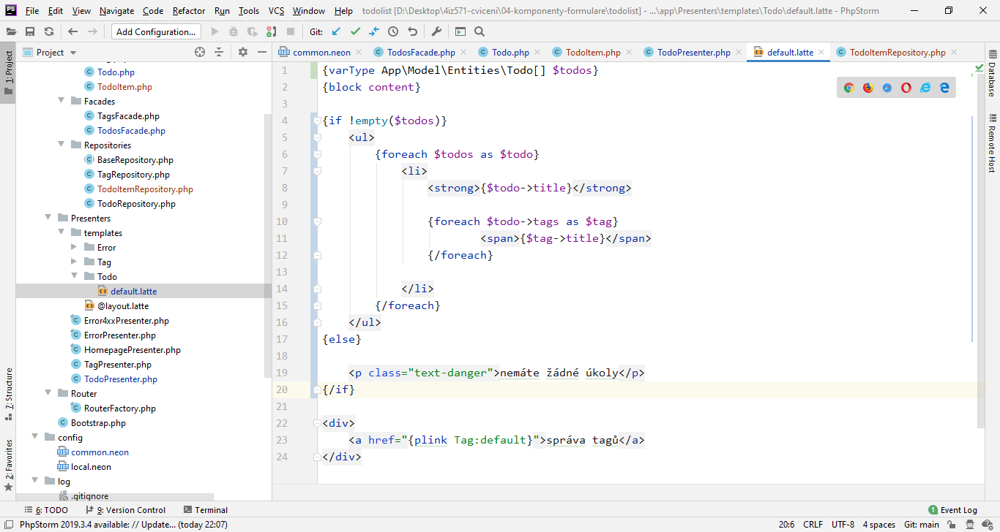 PS File Edit View Navigate Code Refactor Run Tools VCS Window Help todolist [D:\Desktop\4iz571-cviceni\04-komponenty-formulare\todolist] - ...\app\Presenters\templates\Todo\default.latte - PhpStorm
Add Configuration... Git:
Project common.neon TodosFacade.php Todo.php TodoItem.php TodoPresenter.php default.latte TodoItemRepository.php
1: Project
7: Structure
2: Favorites
Todo.php
TodoItem.php
Facades
TagsFacade.php
TodosFacade.php
Repositories
BaseRepository.php
TagRepository.php
TodoItemRepository.php
TodoRepository.php
Presenters
templates
Error
Tag
Todo
default.latte
@layout.latte
Error4xxPresenter.php
ErrorPresenter.php
HomepagePresenter.php
TagPresenter.php
TodoPresenter.php
Router
RouterFactory.php
Bootstrap.php
config
common.neon
local.neon
log
.gitignore
1 {varType App\Model\Entities\Todo[] $todos}
2 {block content}
3
4 {if !empty($todos)}
5 <ul>
6 {foreach $todos as $todo}
7 <li>
8 <strong>{$todo->title}</strong>
9
10 {foreach $todo->tags as $tag}
11 <span>{$tag->title}</span>
12 {/foreach}
13
14 </li>
15 {/foreach}
16 </ul>
17 {else}
18
19 <p class="text-danger">nemáte žádné úkoly</p>
20 {/if}
21
22 <div>
23 <a href="{plink Tag:default}">správa tagů</a>
24 </div>
Database
Remote Host
6: TODO 9: Version Control Terminal 1 Event Log
PhpStorm 2019.3.4 available: // Update... (today 22:07) 20:6 CRLF UTF-8 4 spaces Git: main